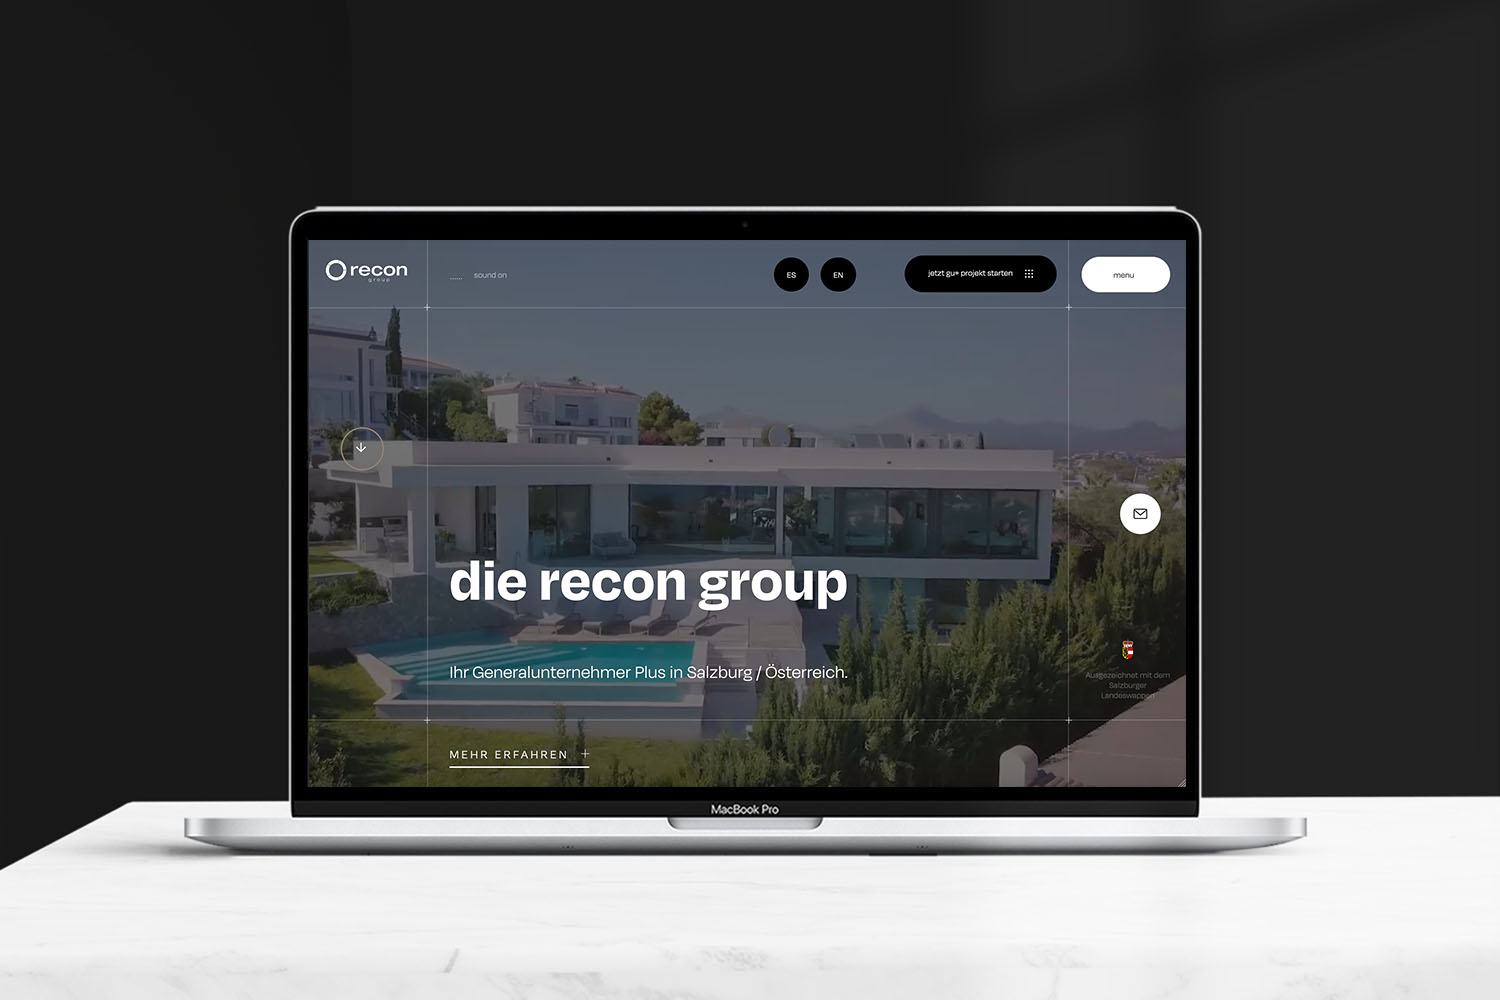 recon
group
sound on
ES
EN
jetzt gu+ projekt starten
menu
die recon group
Ihr Generalunternehmer Plus in Salzburg / Österreich.
Ausgezeichnet mit dem
Salzburger
Landeswappen
MEHR ERFAHREN +
MacBook Pro